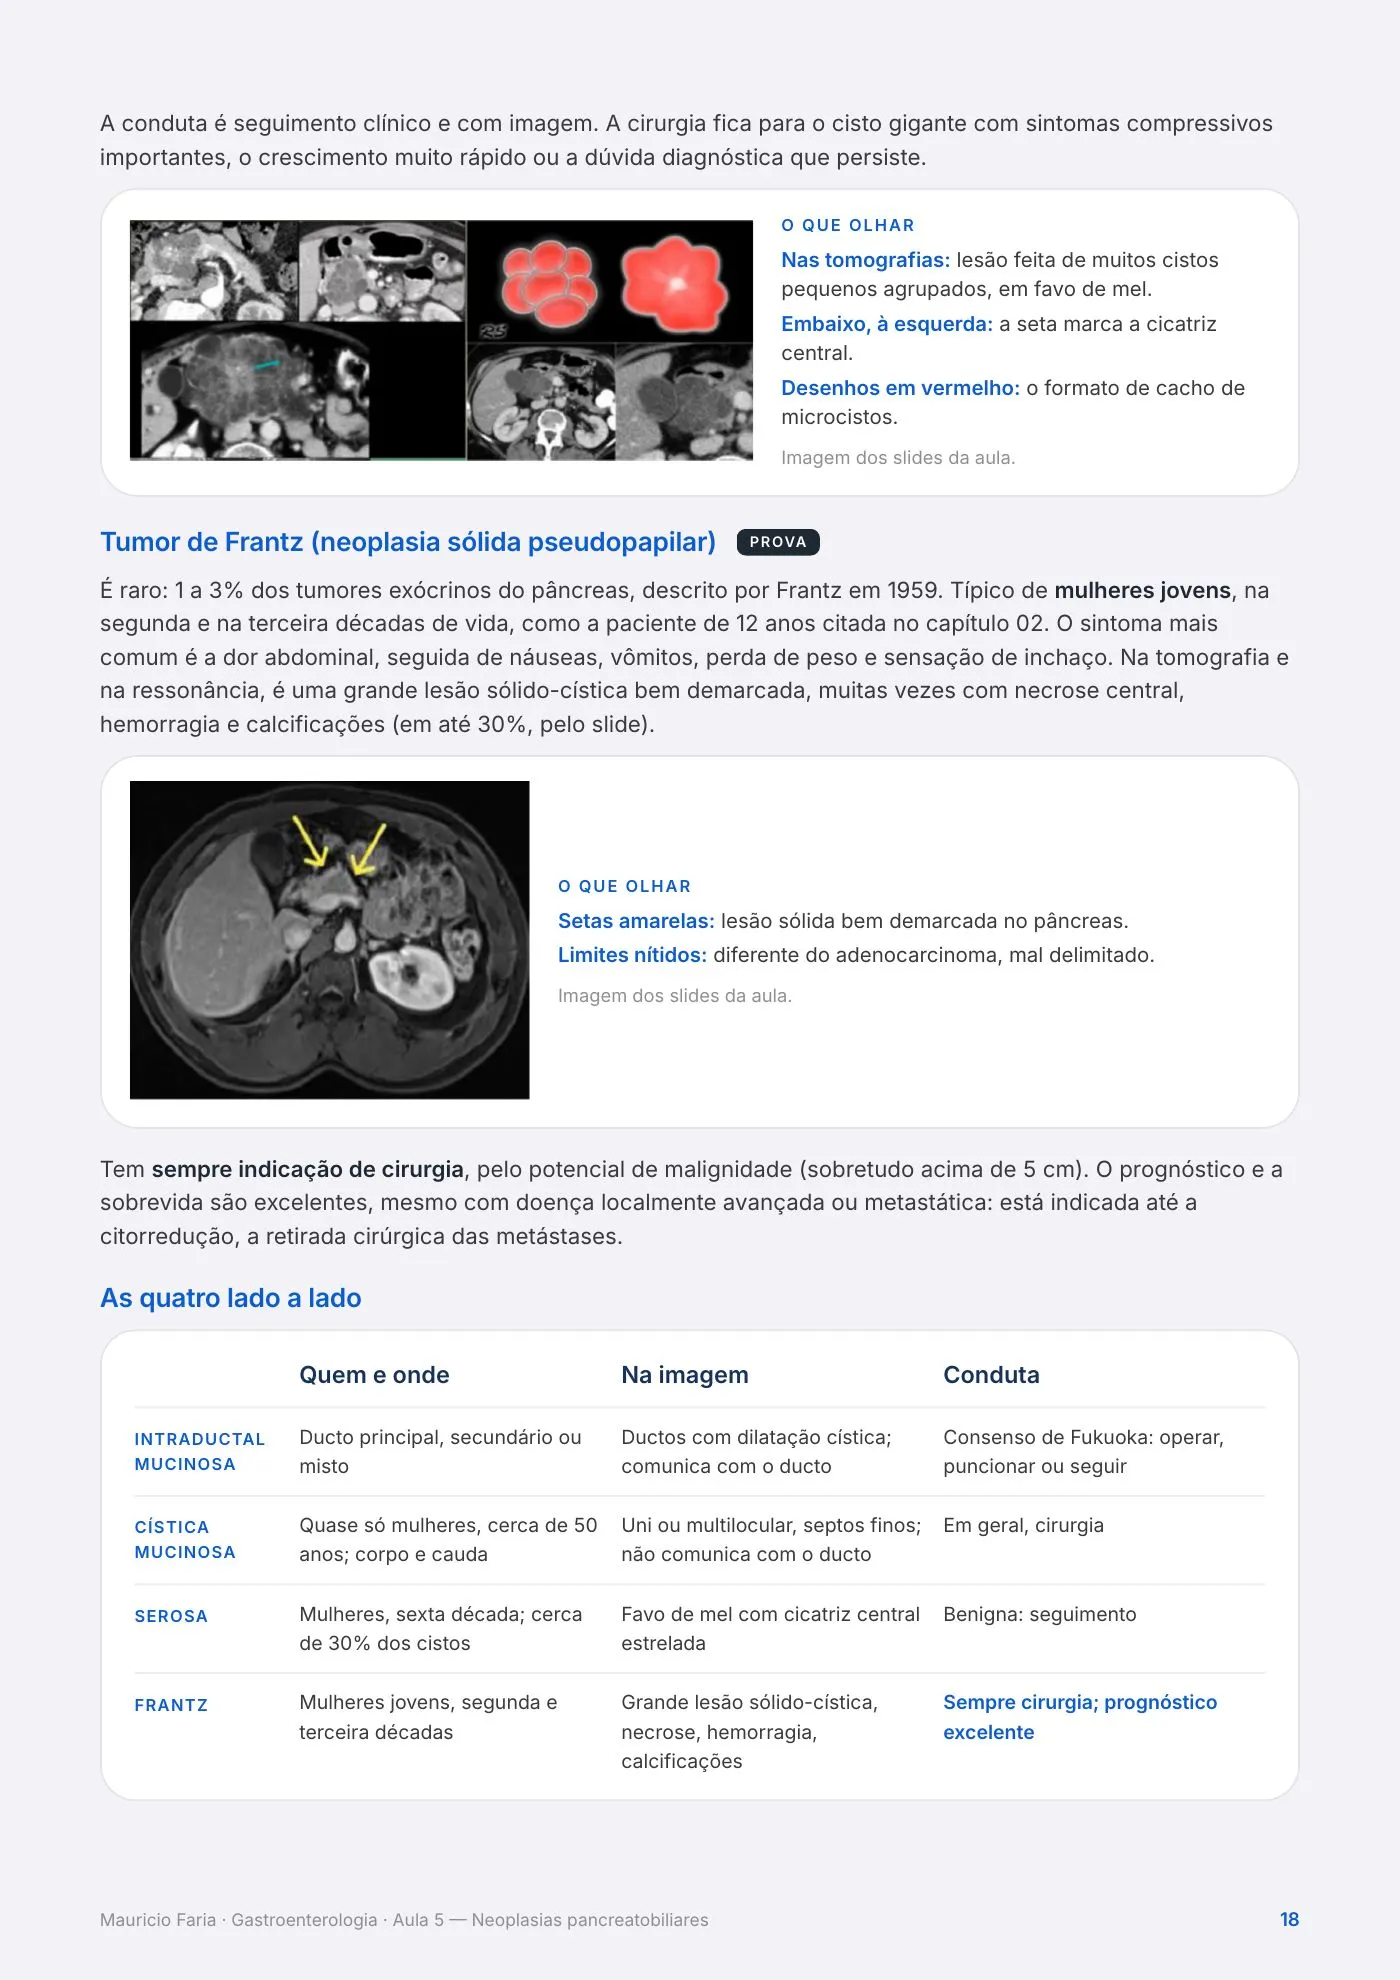 A conduta é seguimento clínico e com imagem. A cirurgia fica para o cisto gigante com sintomas compressivos
importantes, o crescimento muito rápido ou a dúvida diagnóstica que persiste.
O QUE OLHAR
Nas tomografias: lesão feita de muitos cistos
pequenos agrupados, em favo de mel.
Embaixo, à esquerda: a seta marca a cicatriz
central.
Desenhos em vermelho: o formato de cacho de
microcistos.
Imagem dos slides da aula.
Tumor de Frantz (neoplasia sólida pseudopapilar) PROVA
É raro: 1 a 3% dos tumores exócrinos do pâncreas, descrito por Frantz em 1959. Típico de mulheres jovens, na
segunda e na terceira décadas de vida, como a paciente de 12 anos citada no capítulo 02. O sintoma mais
comum é a dor abdominal, seguida de náuseas, vômitos, perda de peso e sensação de inchaço. Na tomografia e
na ressonância, é uma grande lesão sólido-cística bem demarcada, muitas vezes com necrose central,
hemorragia e calcificações (em até 30%, pelo slide).
O QUE OLHAR
Setas amarelas: lesão sólida bem demarcada no pâncreas.
Limites nítidos: diferente do adenocarcinoma, mal delimitado.
Imagem dos slides da aula.
Tem sempre indicação de cirurgia, pelo potencial de malignidade (sobretudo acima de 5 cm). O prognóstico e a
sobrevida são excelentes, mesmo com doença localmente avançada ou metastática: está indicada até a
citorredução, a retirada cirúrgica das metástases.
As quatro lado a lado
Quem e onde Na imagem Conduta
INTRADUCTAL Ducto principal, secundário ou Ductos com dilatação cística; Consenso de Fukuoka: operar,
MUCINOSA misto comunica com o ducto puncionar ou seguir
CÍSTICA Quase só mulheres, cerca de 50 Uni ou multilocular, septos finos; Em geral, cirurgia
MUCINOSA anos; corpo e cauda não comunica com o ducto
SEROSA Mulheres, sexta década; cerca Favo de mel com cicatriz central Benigna: seguimento
de 30% dos cistos estrelada
FRANTZ Mulheres jovens, segunda e Grande lesão sólido-cística, Sempre cirurgia; prognóstico
terceira décadas necrose, hemorragia, excelente
calcificações
Mauricio Faria · Gastroenterologia · Aula 5 — Neoplasias pancreatobiliares 18